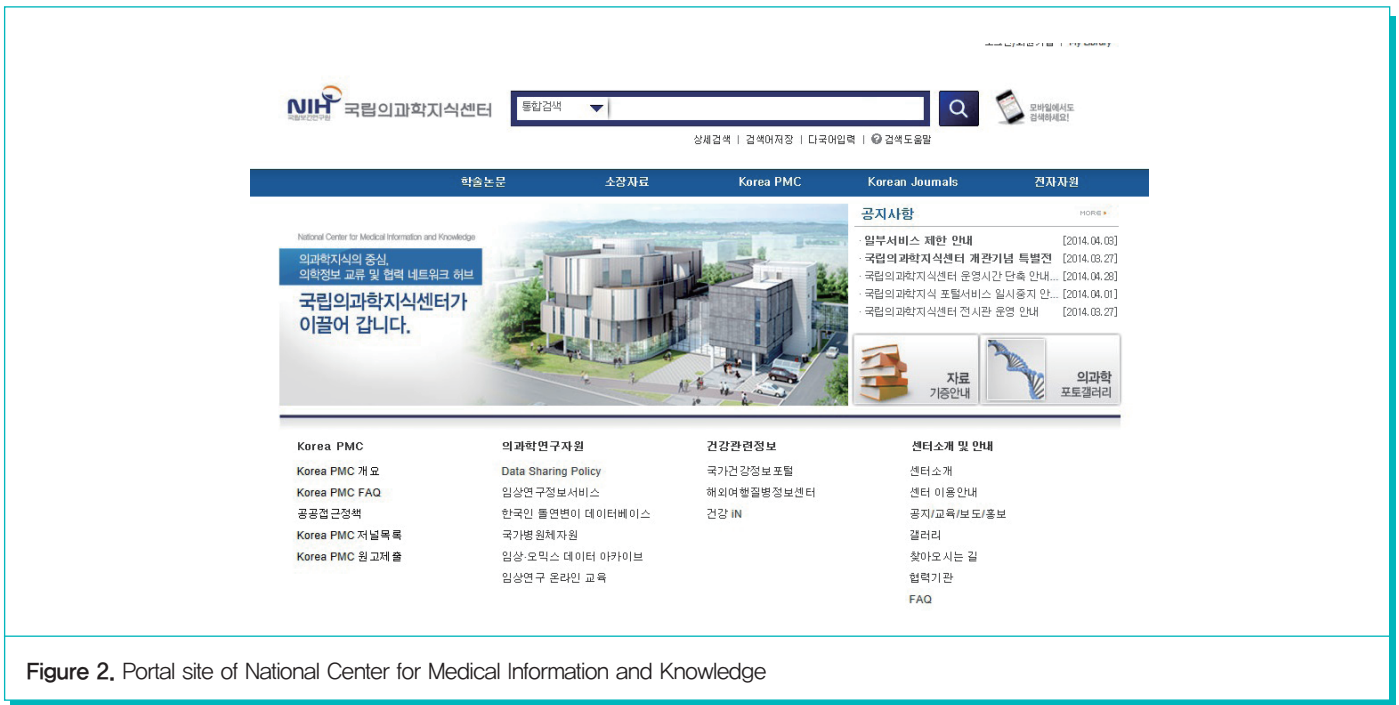 My Library
NIH 국립의과학지식센터
국립보건연구원
통합검색
모바일에서도
검색하세요!
상세검색 | 검색어저장 | 다국어입력 | ? 검색도움말
학술논문 소장자료 Korea PMC Korean Journals 전자자원
National Center for Medical Information and Knowledge
의과학지식의 중심,
의학정보 교류 및 협력 네트워크 허브
국립의과학지식센터가
이끌어 갑니다.
공지사항 MORE
· 일부서비스 제한 안내 [2014.04.03]
· 국립의과학지식센터 개관기념 특별전 [2014.03.27]
· 국립의과학지식센터 운영시간 단축 안내... [2014.04.28]
· 국립의과학지식 포털서비스 일시중지 안... [2014.04.01]
· 국립의과학지식센터 전시관 운영 안내 [2014.03.27]
자료
기증안내
의과학
포토갤러리
Korea PMC
Korea PMC 개요
Korea PMC FAQ
공공접근정책
Korea PMC 저널목록
Korea PMC 원고제출
의과학연구자원
Data Sharing Policy
임상연구정보서비스
한국인 돌연변이 데이터베이스
국가병원체자원
임상·오믹스 데이터 아카이브
임상연구 온라인 교육
건강관련정보
국가건강정보포털
해외여행질병정보센터
건강 iN
센터소개 및 안내
센터소개
센터 이용안내
공지/교육/보도/홍보
갤러리
찾아오시는 길
협력기관
FAQ
Figure 2. Portal site of National Center for Medical Information and Knowledge